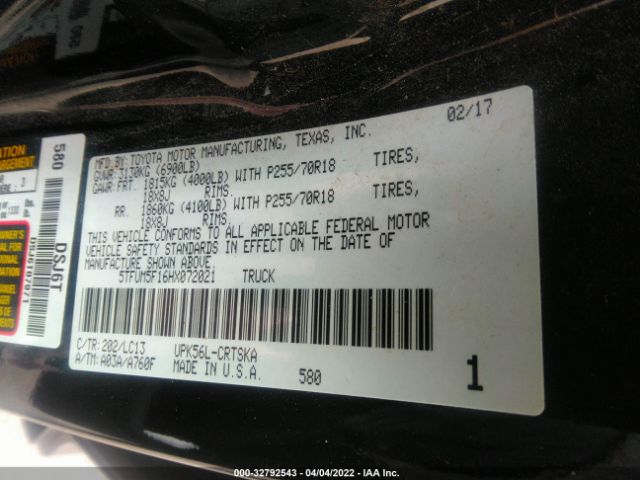 MFD. BY: TOYOTA MOTOR MANUFACTURING, TEXAS, INC. 02/17
GVWR: 3130KG (6900LB)
GAWR: FRT. 1815KG (4000LB) WITH P255/70R18 TIRES,
18X8J RIMS.
RR. 1860KG (4100LB) WITH P255/70R18 TIRES,
18X8J RIMS.
THIS VEHICLE CONFORMS TO ALL APPLICABLE FEDERAL MOTOR
VEHICLE SAFETY STANDARDS IN EFFECT ON THE DATE OF
MANUFACTURE SHOWN ABOVE
5TFUM5F16HX072021 TRUCK
C/TR: 202/LC13 UPK56L-CRTSKA
A/TM: A03A/A760F MADE IN U.S.A. 580 1
580
DSJ6T
000-32792543 - 04/04/2022 - IAA Inc.